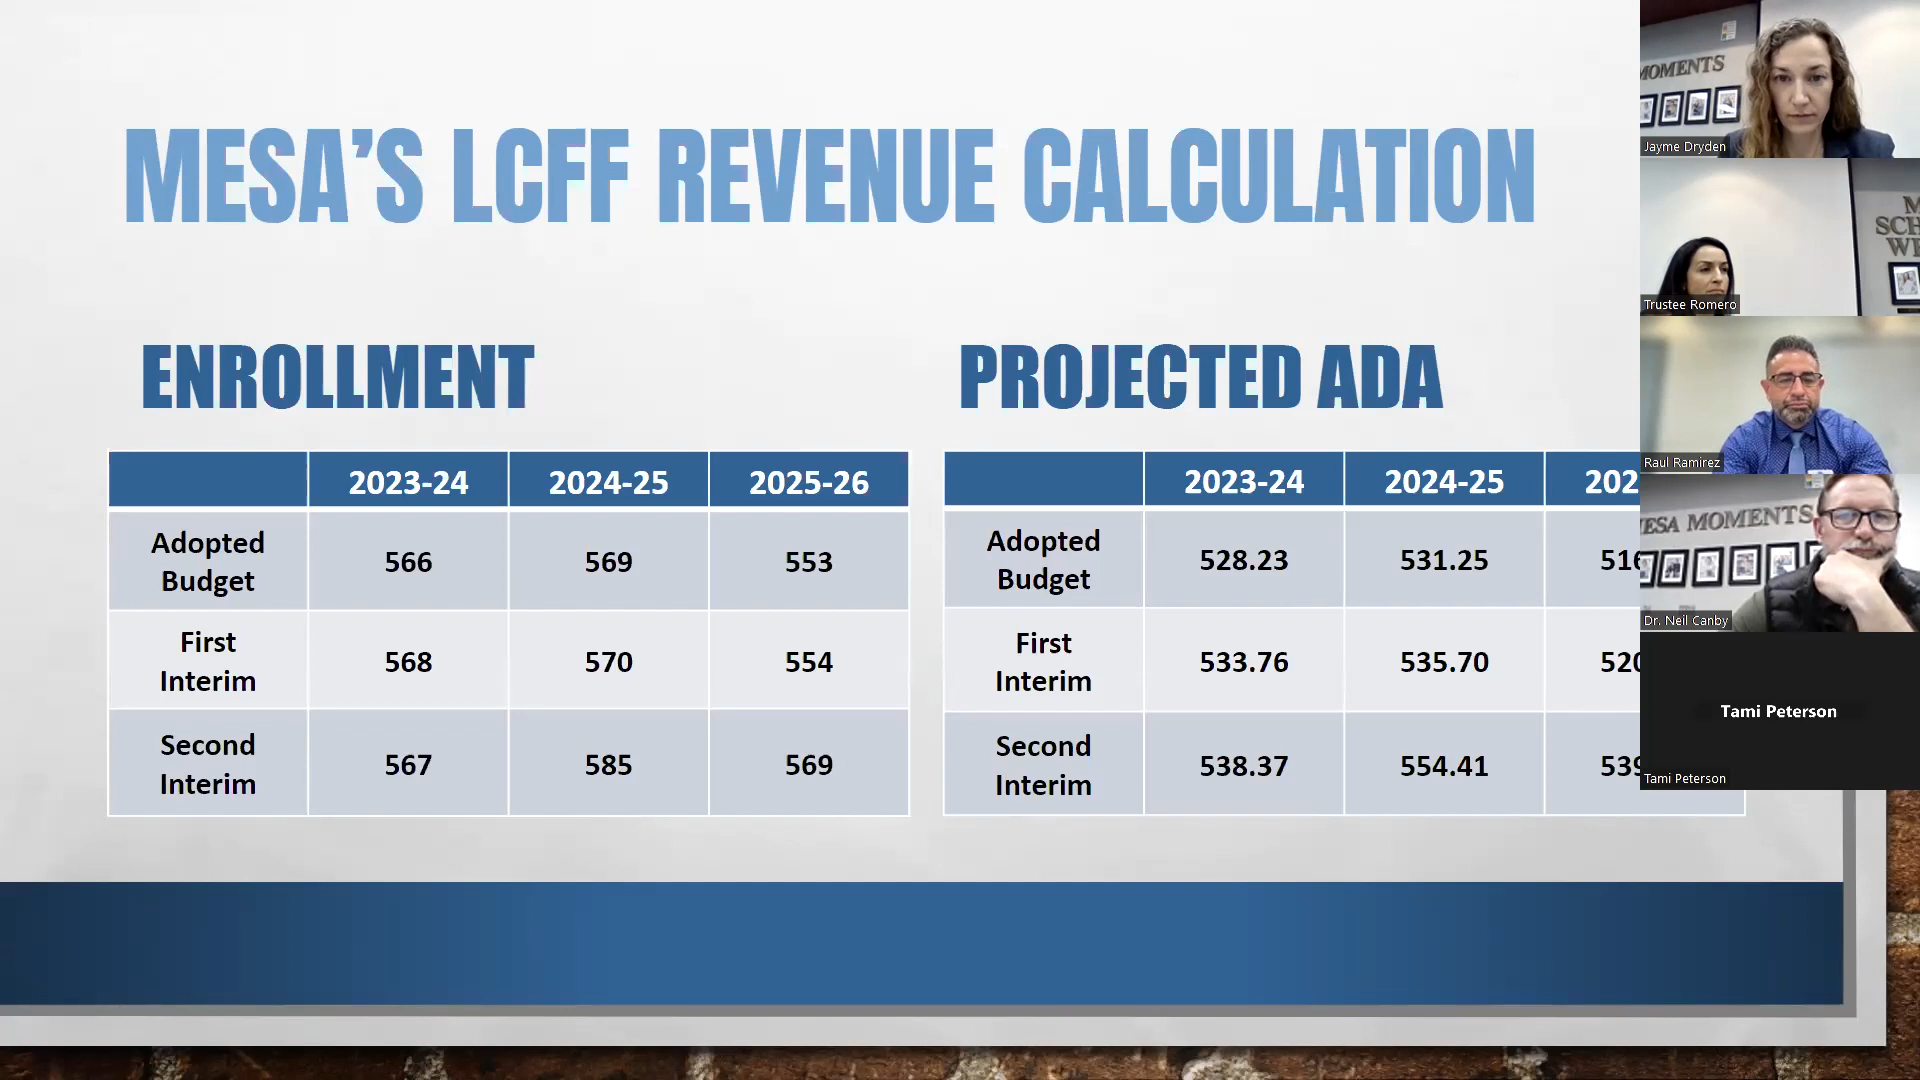 MESA'S LCFF REVENUE CALCULATION
ENROLLMENT
2023-24 2024-25 2025-26
Adopted Budget 566 569 553
First Interim 568 570 554
Second Interim 567 585 569
PROJECTED ADA
2023-24 2024-25
Adopted Budget 528.23 531.25
First Interim 533.76 535.70
Second Interim 538.37 554.41
MOMENTS
Jayme Dryden
Trustee Romero
Raul Ramirez
MOMENTS
Dr. Neil Canby
Tami Peterson
Tami Peterson